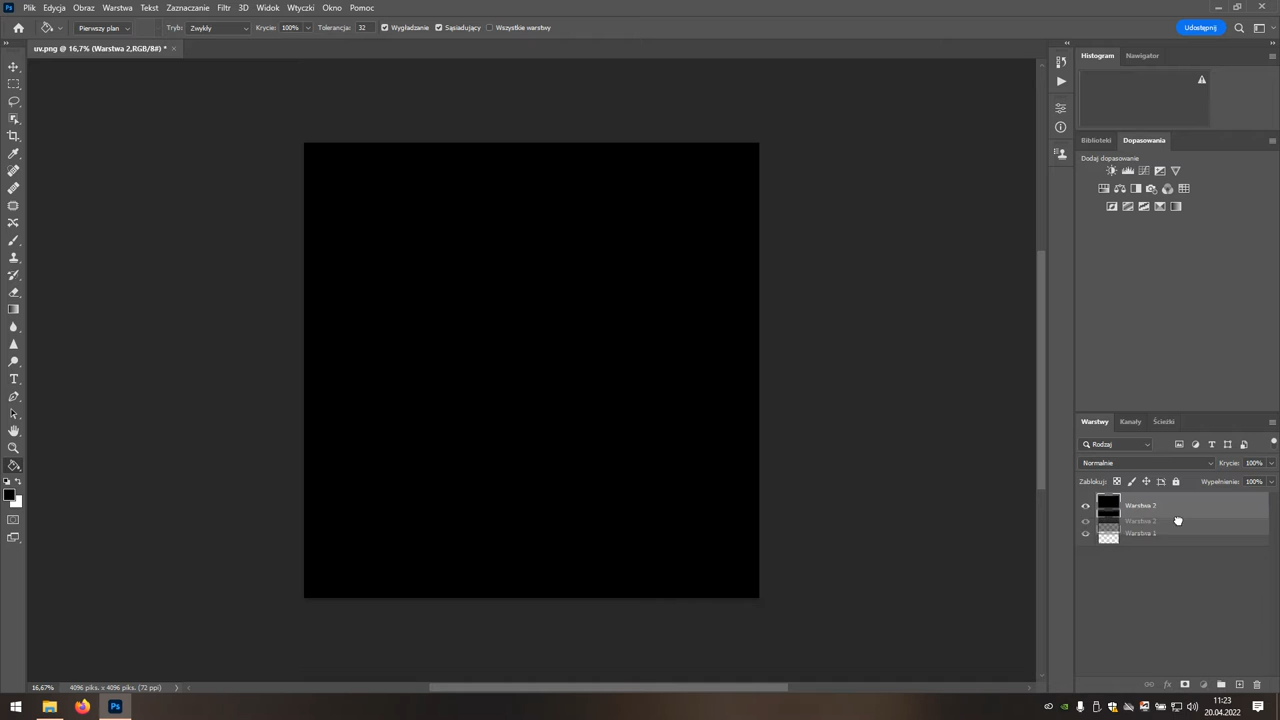 Ps Plik Edycja Obraz Warstwa Tekst Zaznaczanie Filtr 3D Widok Wtyczki Okno Pomoc
Pierwszy plan Tryb: Zwykły Krycie: 100% Tolerancja: 32 Wygładzanie Sąsiadujący Wszystkie warstwy Udostępnij
uv.png @ 16,7% (Warstwa 2,RGB/8#) *
Histogram Nawigator
Biblioteki Dopasowania
Dodaj dopasowanie
Warstwy Kanały Ścieżki
Rodzaj
Normalnie Krycie: 100%
Zablokuj: Wypełnienie: 100%
Warstwa 2
Warstwa 2
Warstwa 1
16,67% 4096 piks. x 4096 piks. (72 ppi)
Ps
11:23
20.04.2022